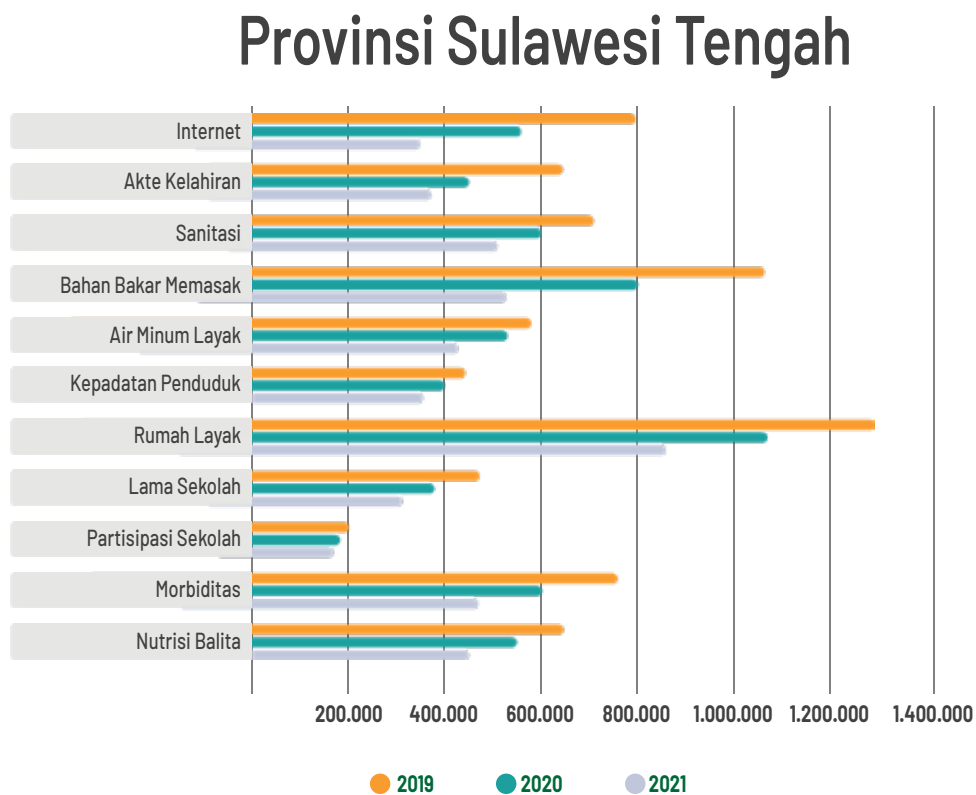 Provinsi Sulawesi Tengah
Internet
Akte Kelahiran
Sanitasi
Bahan Bakar Memasak
Air Minum Layak
Kepadatan Penduduk
Rumah Layak
Lama Sekolah
Partisipasi Sekolah
Morbiditas
Nutrisi Balita
200.000 400.000 600.000 800.000 1.000.000 1.200.000 1.400.000
2019 2020 2021